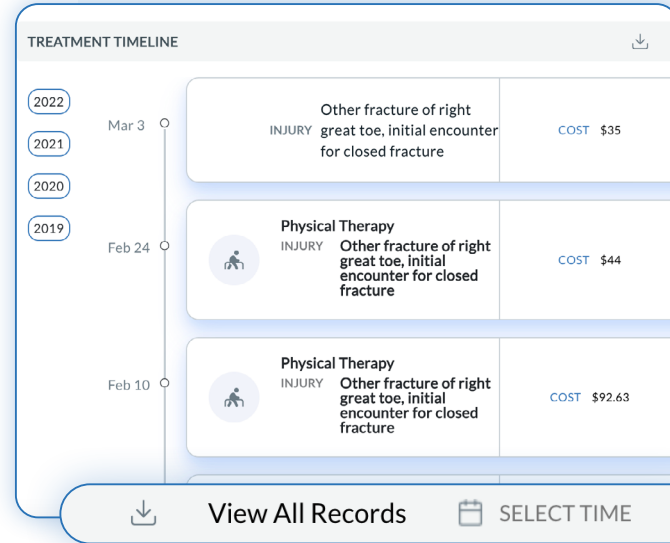 TREATMENT TIMELINE
2022
2021
2020
2019
Mar 3
INJURY
Other fracture of right
great toe, initial encounter
for closed fracture
COST $35
Feb 24
Physical Therapy
INJURY
Other fracture of right
great toe, initial
encounter for closed
fracture
COST $44
Feb 10
Physical Therapy
INJURY
Other fracture of right
great toe, initial
encounter for closed
fracture
COST $92.63
View All Records
SELECT TIME